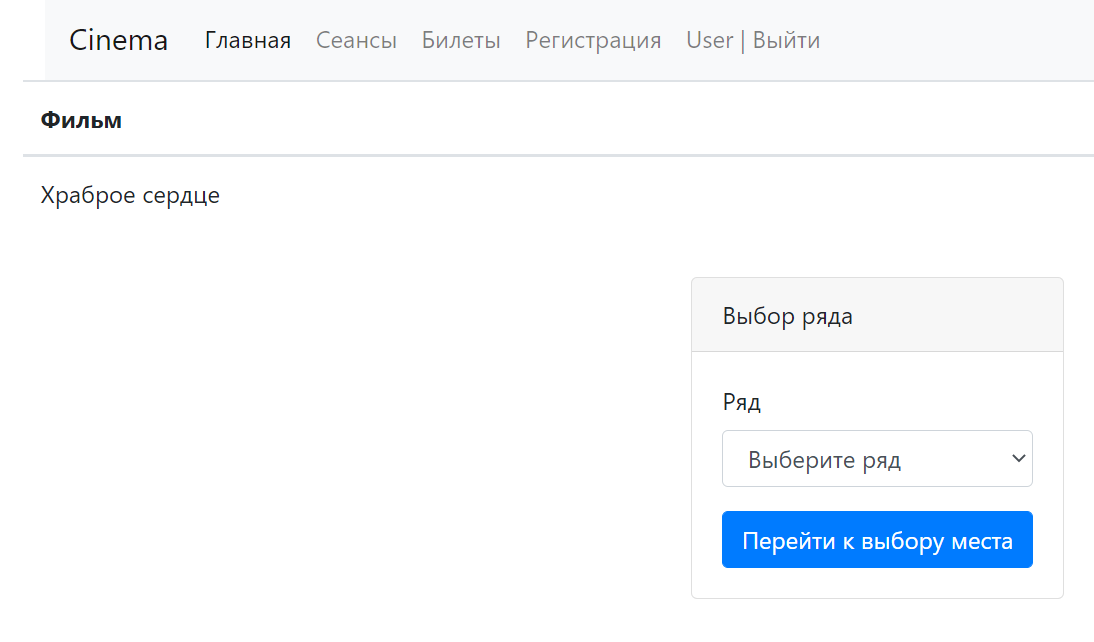 Cinema Главная Сеансы Билеты Регистрация User | Выйти
Фильм
Храброе сердце
Выбор ряда
Ряд
Выберите ряд
Перейти к выбору места